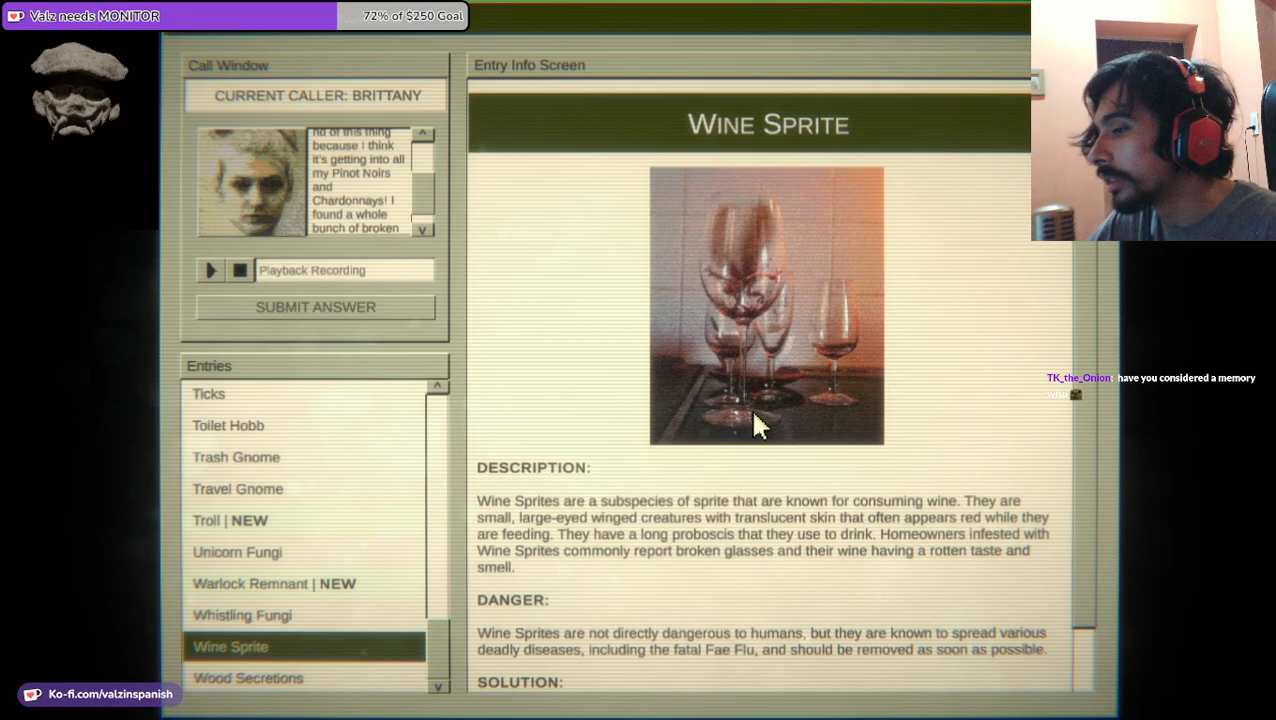 Valz needs MONITOR
72% of $250 Goal
Call Window
CURRENT CALLER: BRITTANY
nd of this thing
because I think
it's getting into all
my Pinot Noirs
and
Chardonnays! I
found a whole
bunch of broken
Playback Recording
SUBMIT ANSWER
Entries
Ticks
Toilet Hobb
Trash Gnome
Travel Gnome
Troll | NEW
Unicorn Fungi
Warlock Remnant | NEW
Whistling Fungi
Wine Sprite
Wood Secretions
Ko-fi.com/valzinspanish
Entry Info Screen
WINE SPRITE
DESCRIPTION:
Wine Sprites are a subspecies of sprite that are known for consuming wine. They are
small, large-eyed winged creatures with translucent skin that often appears red while they
are feeding. They have a long proboscis that they use to drink. Homeowners infested with
Wine Sprites commonly report broken glasses and their wine having a rotten taste and
smell.
DANGER:
Wine Sprites are not directly dangerous to humans, but they are known to spread various
deadly diseases, including the fatal Fae Flu, and should be removed as soon as possible.
SOLUTION:
TK_the_Onion: have you considered a memory